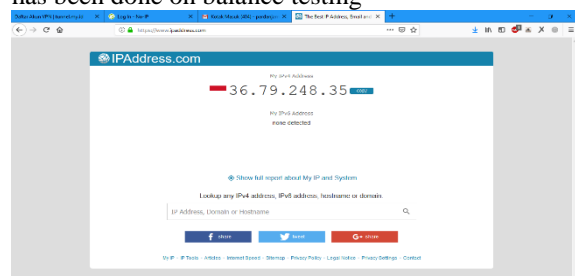 has been done on balance testing
Log In - No-IP
The Best IP Address, Email and
https://www.ipaddress.com
IPAddress.com
My IPv4 Address
36.79.248.35
My IPv6 Address
none detected
Show full report about My IP and System
Lookup any IPv4 address, IPv6 address, hostname or domain.
IP Address, Domain or Hostname
share tweet G+ share
My IP · IP Tools · Articles · Internet Speed · Sitemap · Privacy Policy · Legal Notice · Privacy Settings · Contact